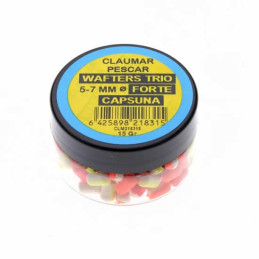 CLAUMAR
PESCAR
WAFTERS TRIO
5-7 MM ø FORTE
CAPSUNA
6 425898 218315
CLM218315
15 Gr